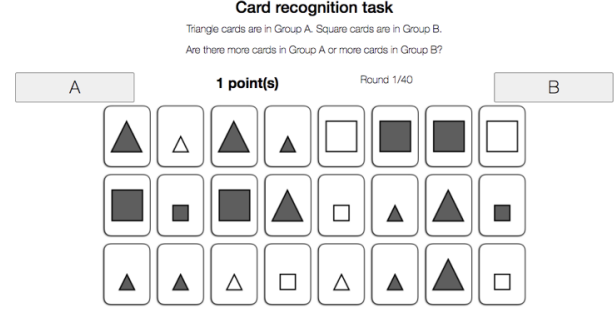 Card recognition task
Triangle cards are in Group A. Square cards are in Group B.
Are there more cards in Group A or more cards in Group B?
A
1 point(s)
Round 1/40
B